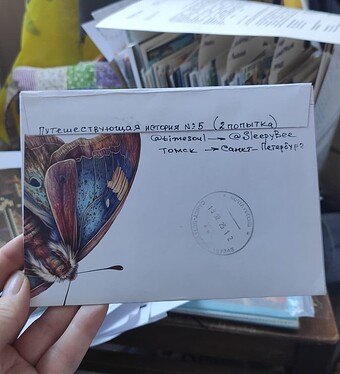 Путешествующая история №5 (2 попытка)
@timesoul → @SleepyBee
Томск → Санкт-Петербург